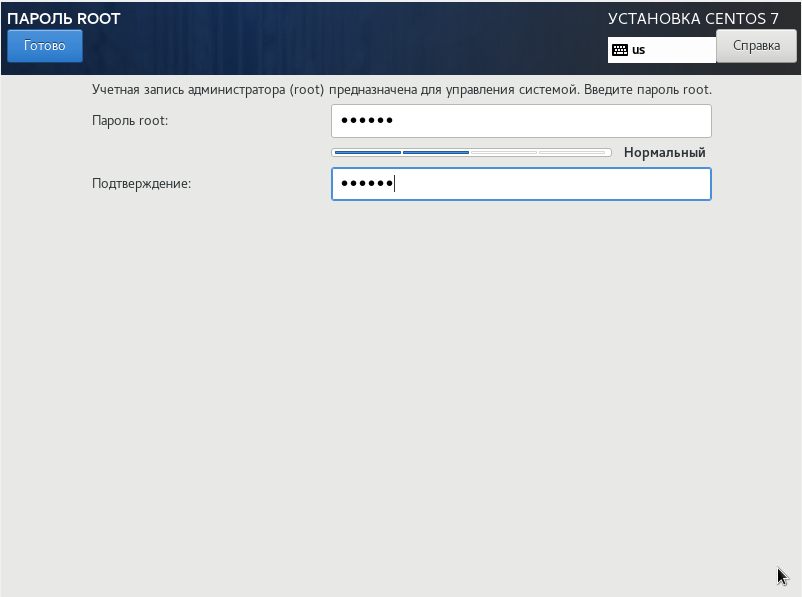 ПАРОЛЬ ROOT
УСТАНОВКА CENTOS 7
Готово
us
Справка
Учетная запись администратора (root) предназначена для управления системой. Введите пароль root.
Пароль root:
••••••
Нормальный
Подтверждение:
••••••